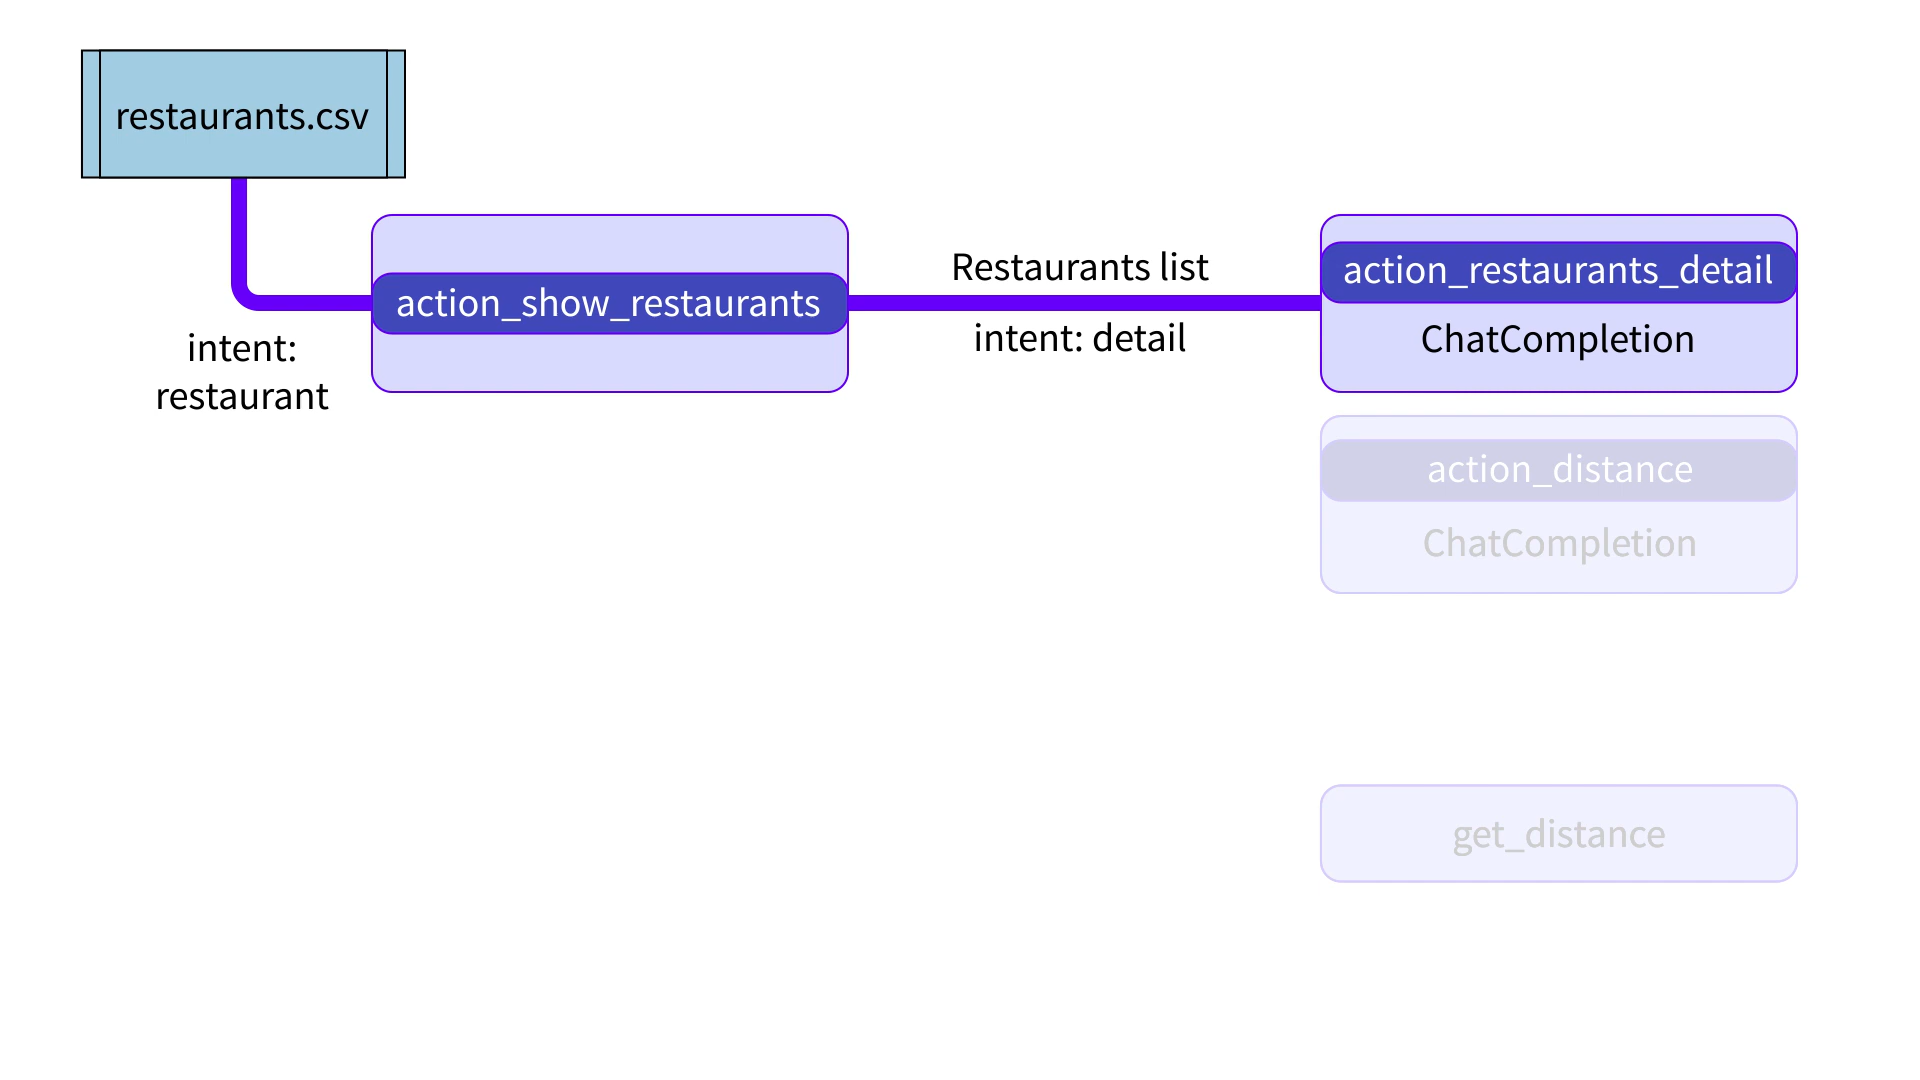 restaurants.csv
intent:
restaurant
action_show_restaurants
Restaurants list
intent: detail
action_restaurants_detail
ChatCompletion
action_distance
ChatCompletion
get_distance